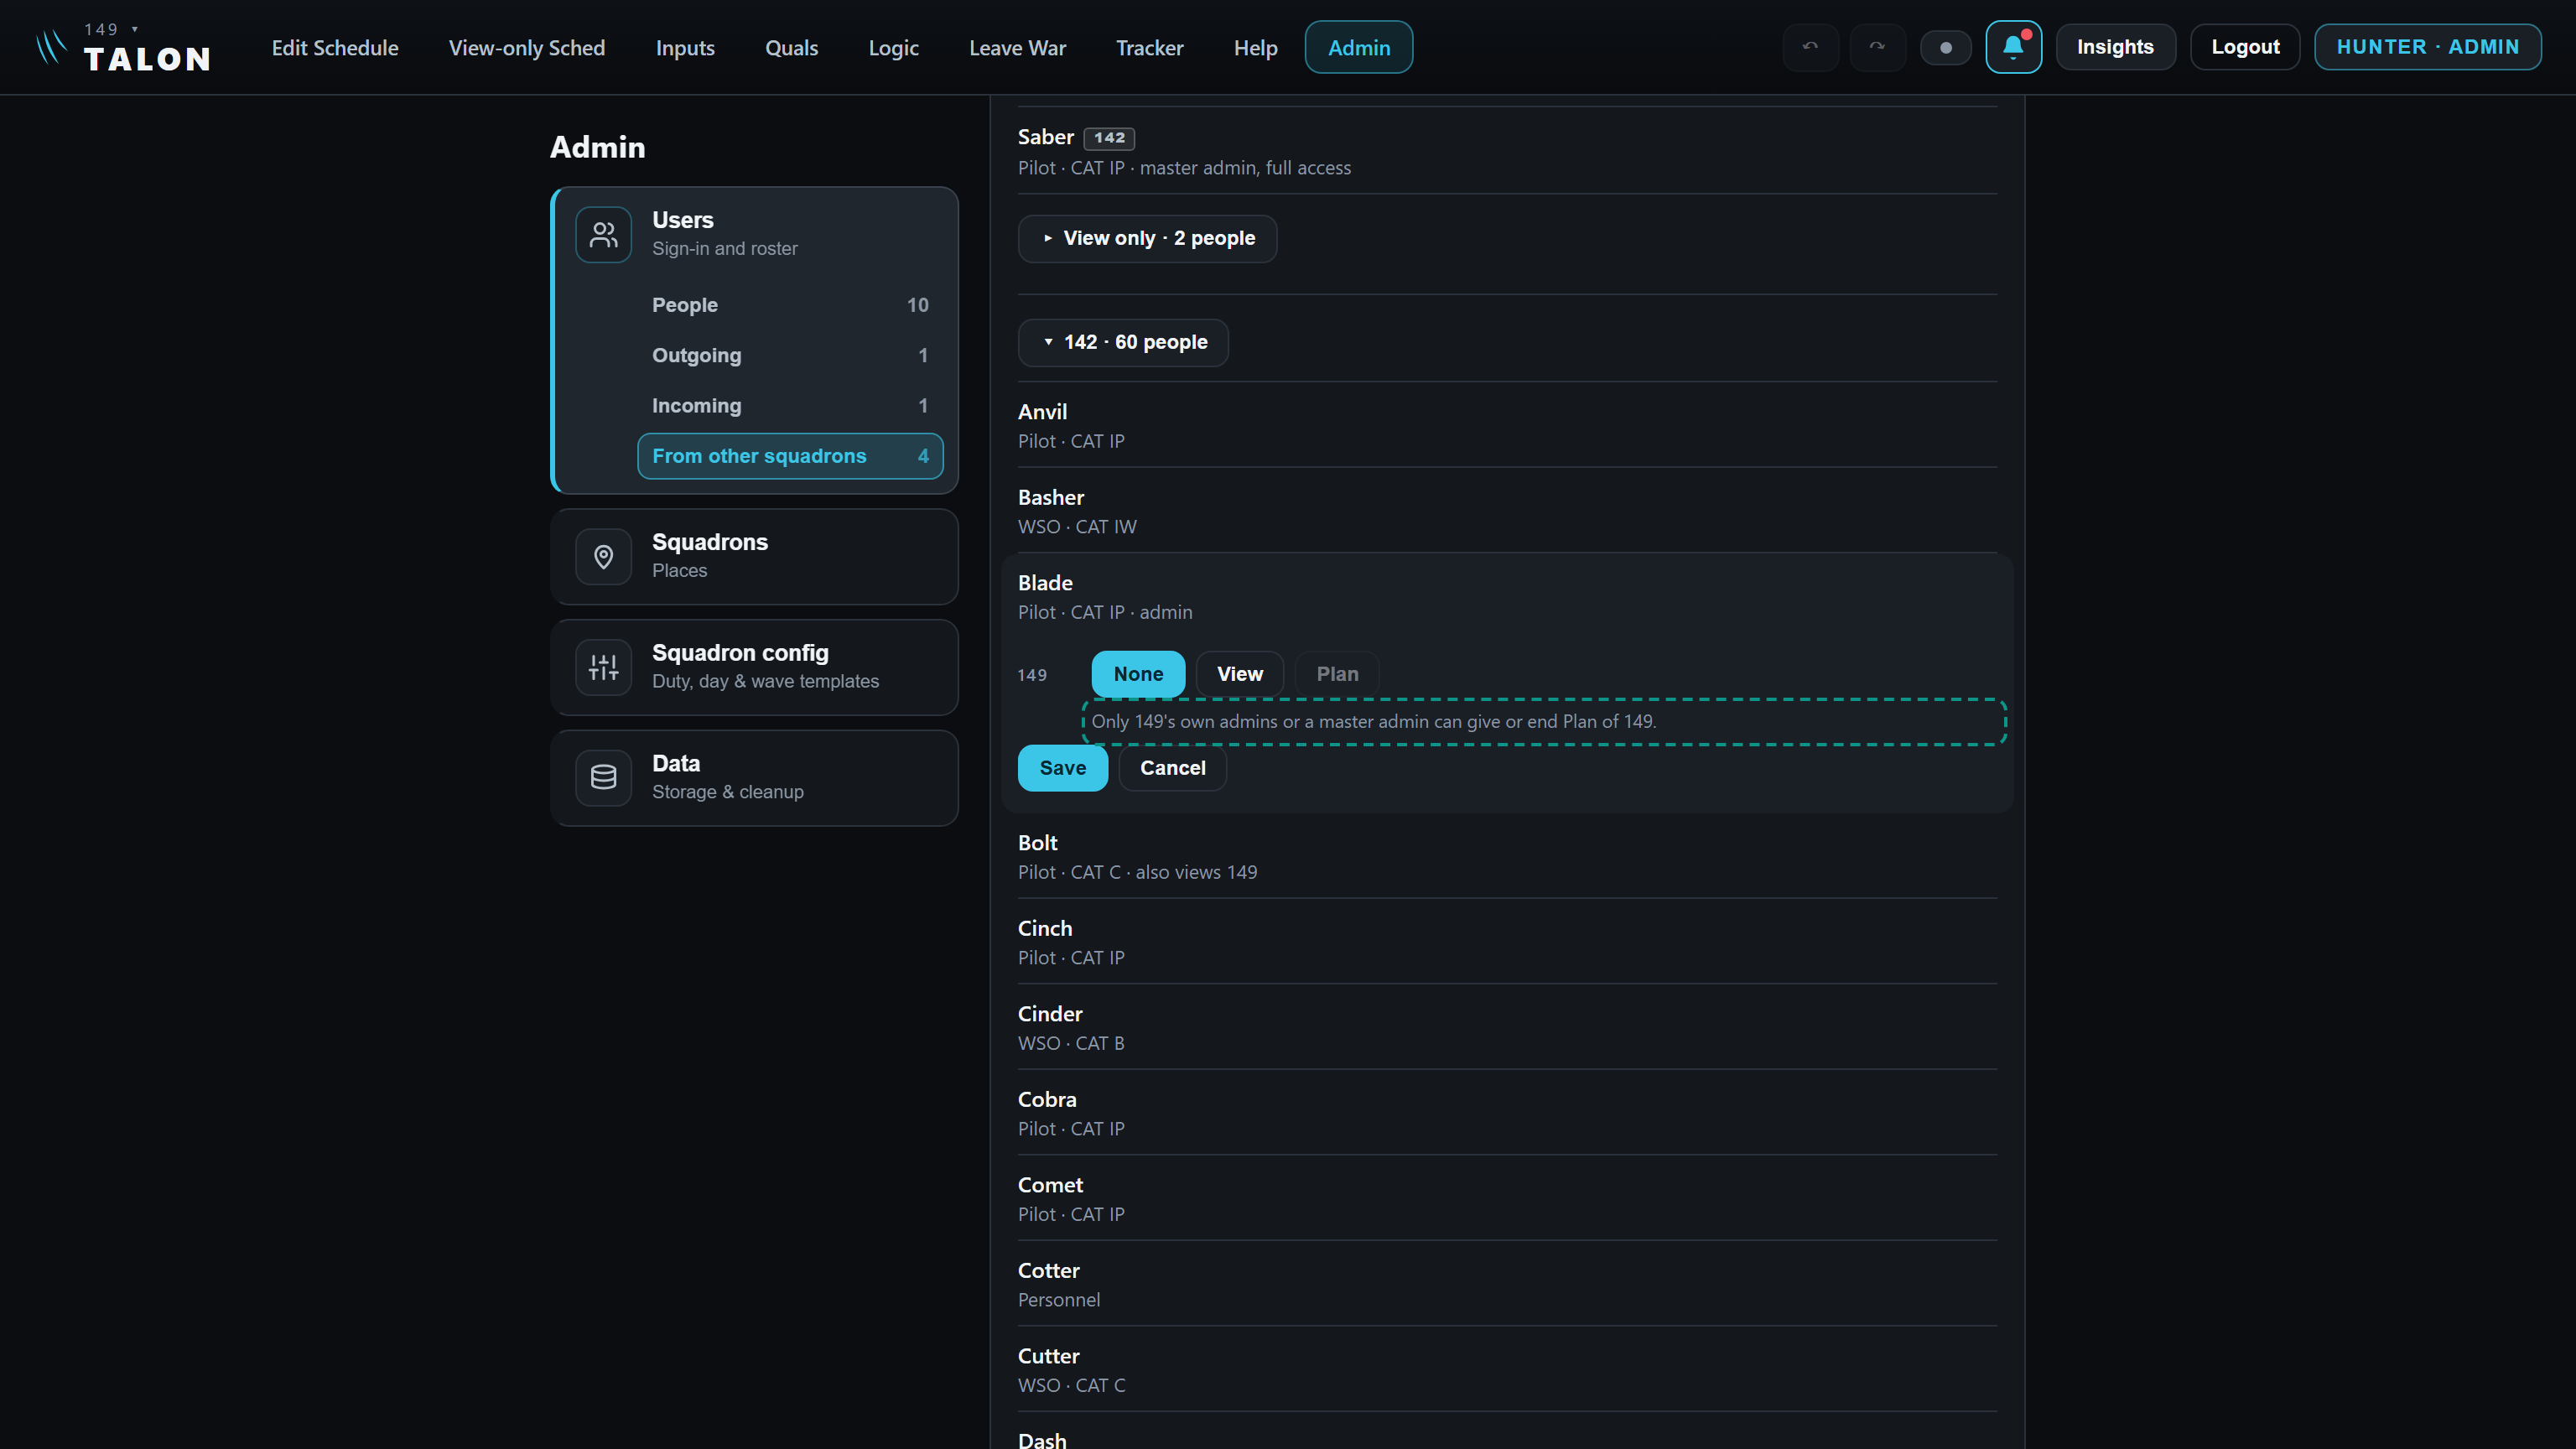 149 ▾
TALON
Edit Schedule
View-only Sched
Inputs
Quals
Logic
Leave War
Tracker
Help
Admin
Insights
Logout
HUNTER · ADMIN
Admin
Users
Sign-in and roster
People 10
Outgoing 1
Incoming 1
From other squadrons 4
Squadrons
Places
Squadron config
Duty, day & wave templates
Data
Storage & cleanup
Saber 142
Pilot · CAT IP · master admin, full access
▸ View only · 2 people
▾ 142 · 60 people
Anvil
Pilot · CAT IP
Basher
WSO · CAT IW
Blade
Pilot · CAT IP · admin
149 None View Plan
Only 149's own admins or a master admin can give or end Plan of 149.
Save Cancel
Bolt
Pilot · CAT C · also views 149
Cinch
Pilot · CAT IP
Cinder
WSO · CAT B
Cobra
Pilot · CAT IP
Comet
Pilot · CAT IP
Cotter
Personnel
Cutter
WSO · CAT C
Dash